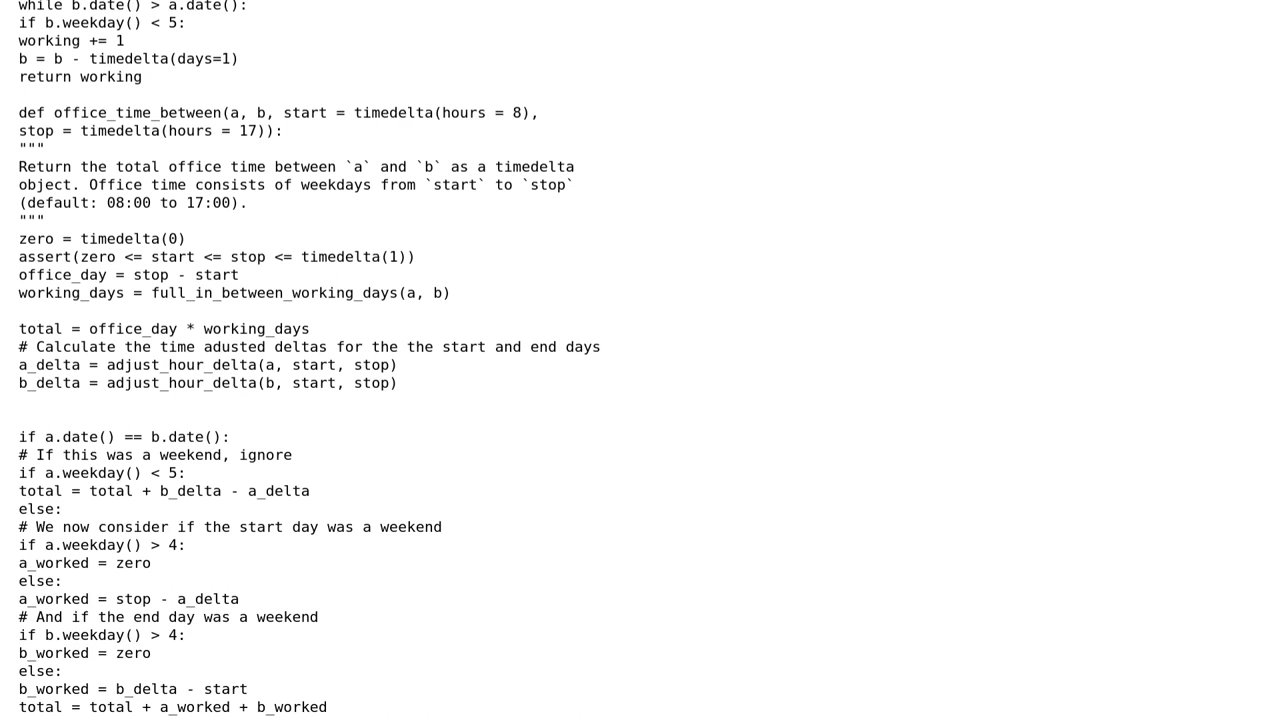 while b.date() > a.date():
if b.weekday() < 5:
working += 1
b = b - timedelta(days=1)
return working
def office_time_between(a, b, start = timedelta(hours = 8),
stop = timedelta(hours = 17)):
"""
Return the total office time between `a` and `b` as a timedelta
object. Office time consists of weekdays from `start` to `stop`
(default: 08:00 to 17:00).
"""
zero = timedelta(0)
assert(zero <= start <= stop <= timedelta(1))
office_day = stop - start
working_days = full_in_between_working_days(a, b)
total = office_day * working_days
# Calculate the time adusted deltas for the the start and end days
a_delta = adjust_hour_delta(a, start, stop)
b_delta = adjust_hour_delta(b, start, stop)
if a.date() == b.date():
# If this was a weekend, ignore
if a.weekday() < 5:
total = total + b_delta - a_delta
else:
# We now consider if the start day was a weekend
if a.weekday() > 4:
a_worked = zero
else:
a_worked = stop - a_delta
# And if the end day was a weekend
if b.weekday() > 4:
b_worked = zero
else:
b_worked = b_delta - start
total = total + a_worked + b_worked